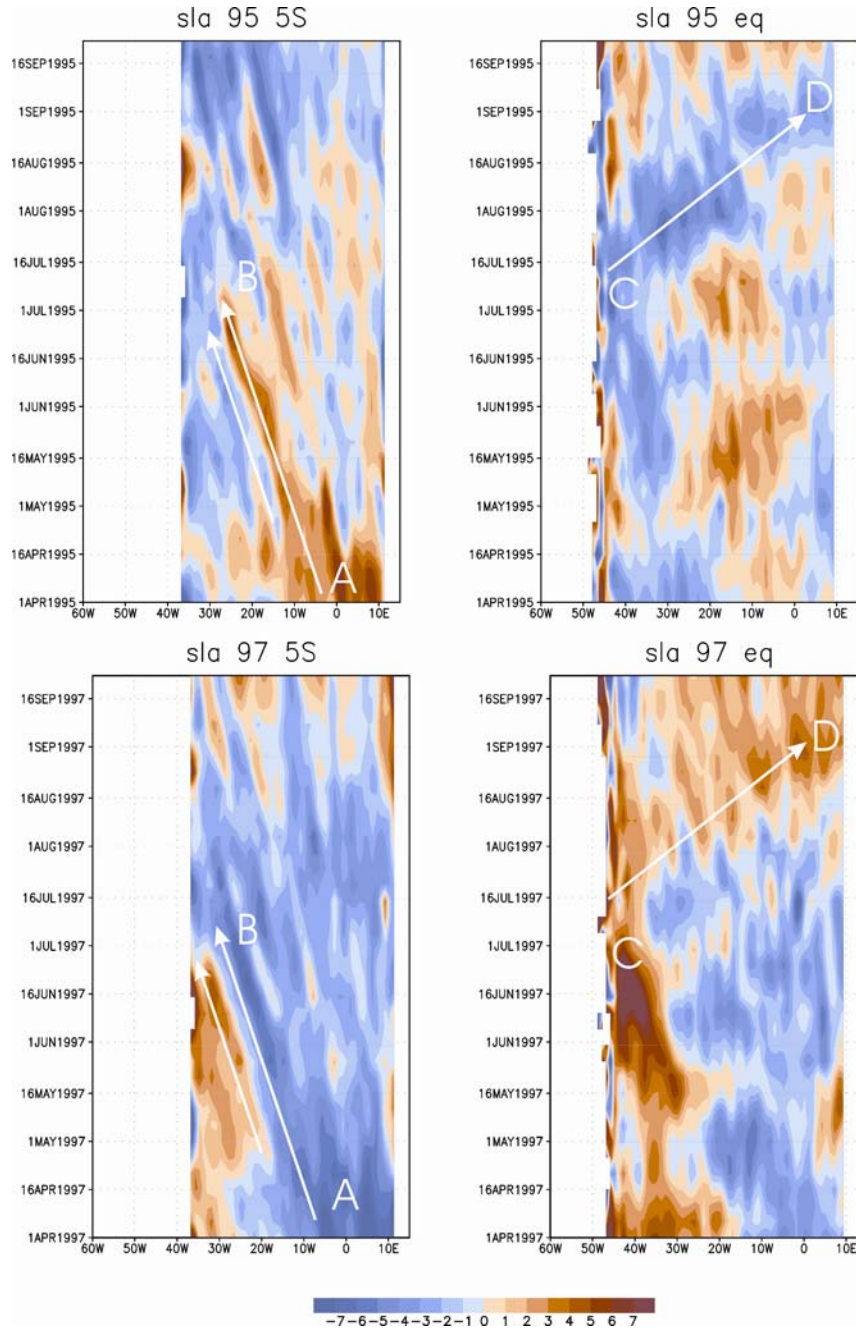 sla 95 5S
sla 95 eq
16SEP1995
1SEP1995
16AUG1995
1AUG1995
16JUL1995
1JUL1995
16JUN1995
1JUN1995
16MAY1995
1MAY1995
16APR1995
1APR1995
60W 50W 40W 30W 20W 10W 0 10E
B
A
16SEP1995
1SEP1995
16AUG1995
1AUG1995
16JUL1995
1JUL1995
16JUN1995
1JUN1995
16MAY1995
1MAY1995
16APR1995
1APR1995
60W 50W 40W 30W 20W 10W 0 10E
D
C
sla 97 5S
sla 97 eq
16SEP1997
1SEP1997
16AUG1997
1AUG1997
16JUL1997
1JUL1997
16JUN1997
1JUN1997
16MAY1997
1MAY1997
16APR1997
1APR1997
60W 50W 40W 30W 20W 10W 0 10E
B
A
16SEP1997
1SEP1997
16AUG1997
1AUG1997
16JUL1997
1JUL1997
16JUN1997
1JUN1997
16MAY1997
1MAY1997
16APR1997
1APR1997
60W 50W 40W 30W 20W 10W 0 10E
D
C
-7 -6 -5 -4 -3 -2 -1 0 1 2 3 4 5 6 7